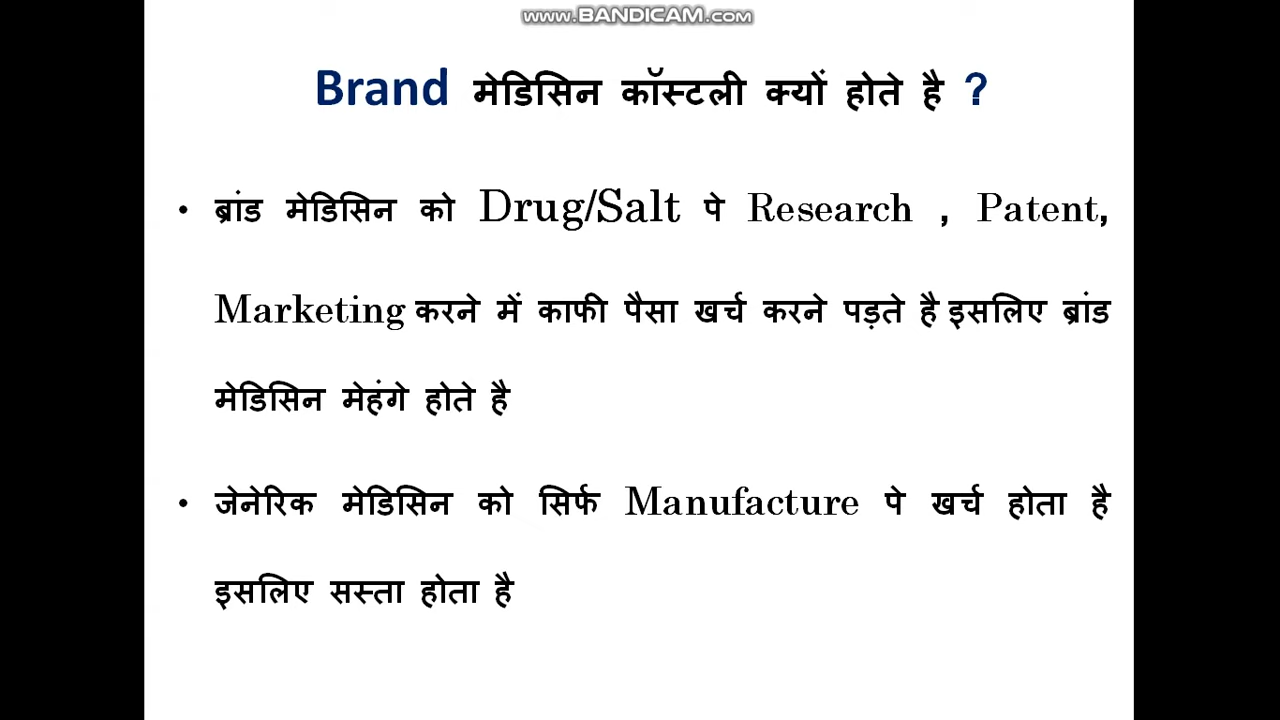 www.BANDICAM.com
Brand मेडिसिन कॉस्टली क्यों होते है ?
• ब्रांड मेडिसिन को Drug/Salt पे Research , Patent,
Marketing करने में काफी पैसा खर्च करने पड़ते है इसलिए ब्रांड
मेडिसिन मेहंगे होते है
• जेनेरिक मेडिसिन को सिर्फ Manufacture पे खर्च होता है
इसलिए सस्ता होता है